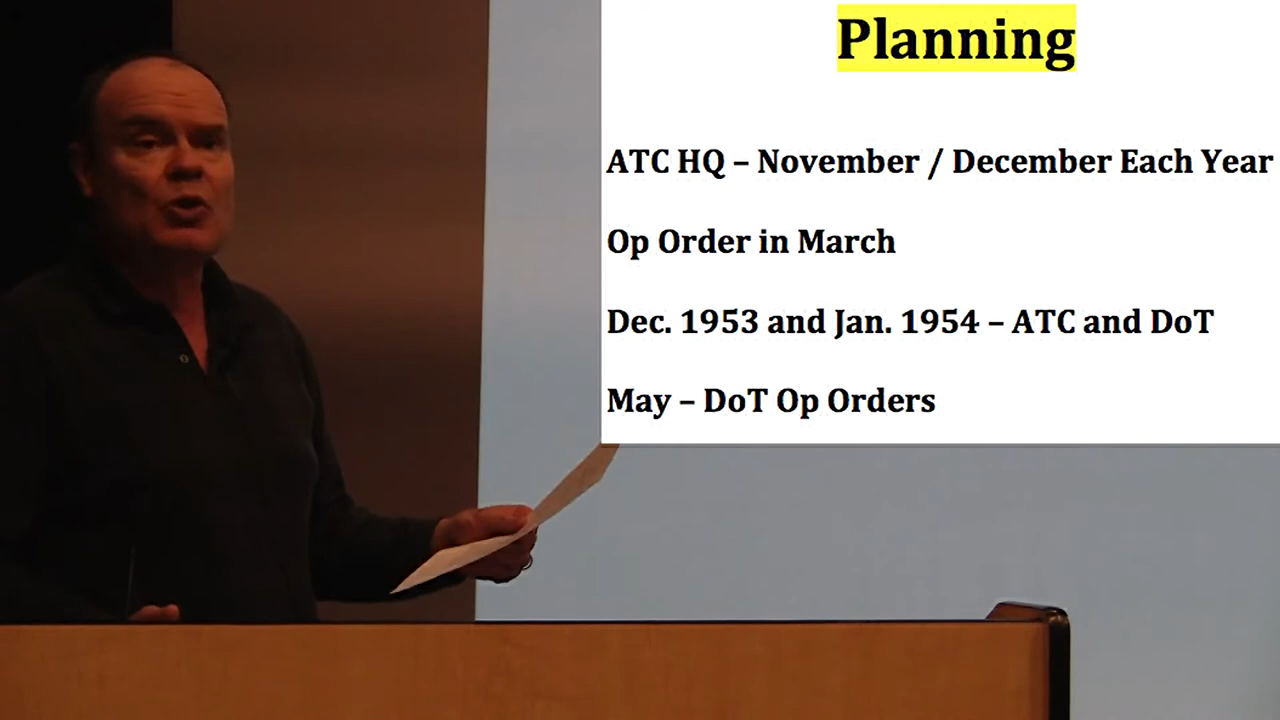 Planning
ATC HQ – November / December Each Year
Op Order in March
Dec. 1953 and Jan. 1954 – ATC and DoT
May – DoT Op Orders